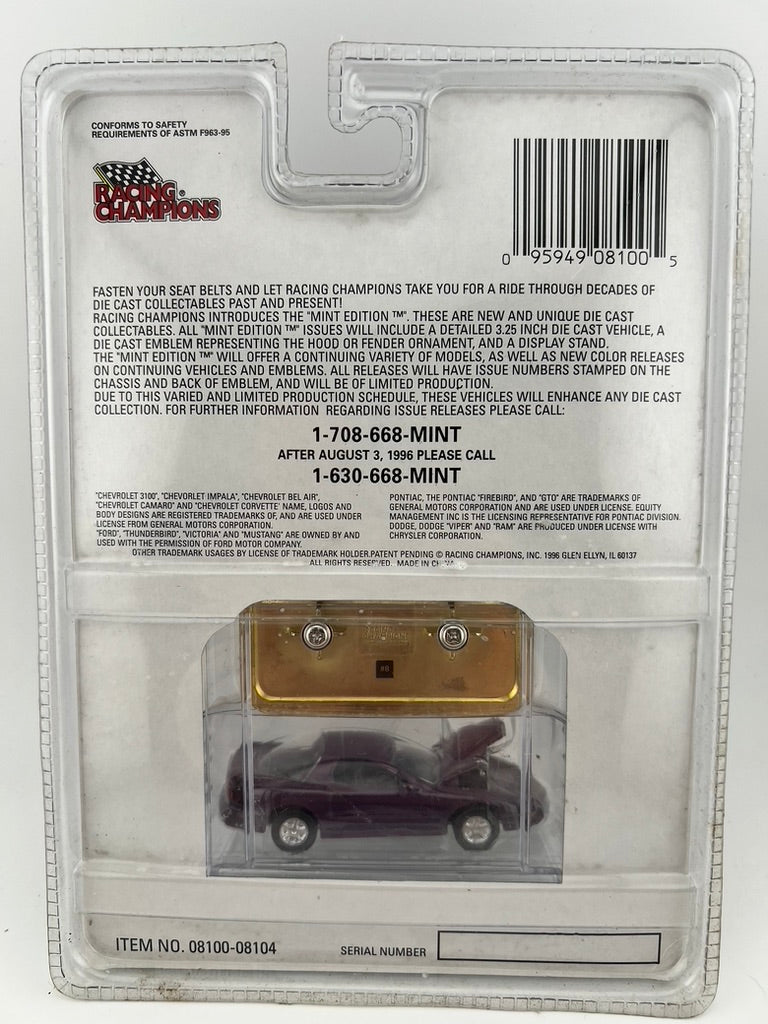 CONFORMS TO SAFETY
REQUIREMENTS OF ASTM F963-95
RACING ®
CHAMPIONS
0 95949 08100 5
FASTEN YOUR SEAT BELTS AND LET RACING CHAMPIONS TAKE YOU FOR A RIDE THROUGH DECADES OF
DIE CAST COLLECTABLES PAST AND PRESENT!
RACING CHAMPIONS INTRODUCES THE "MINT EDITION ™". THESE ARE NEW AND UNIQUE DIE CAST
COLLECTABLES. ALL "MINT EDITION ™" ISSUES WILL INCLUDE A DETAILED 3.25 INCH DIE CAST VEHICLE, A
DIE CAST EMBLEM REPRESENTING THE HOOD OR FENDER ORNAMENT, AND A DISPLAY STAND.
THE "MINT EDITION ™" WILL OFFER A CONTINUING VARIETY OF MODELS, AS WELL AS NEW COLOR RELEASES
ON CONTINUING VEHICLES AND EMBLEMS. ALL RELEASES WILL HAVE ISSUE NUMBERS STAMPED ON THE
CHASSIS AND BACK OF EMBLEM, AND WILL BE OF LIMITED PRODUCTION.
DUE TO THIS VARIED AND LIMITED PRODUCTION SCHEDULE, THESE VEHICLES WILL ENHANCE ANY DIE CAST
COLLECTION. FOR FURTHER INFORMATION REGARDING ISSUE RELEASES PLEASE CALL:
1-708-668-MINT
AFTER AUGUST 3, 1996 PLEASE CALL
1-630-668-MINT
"CHEVROLET 3100", "CHEVORLET IMPALA", "CHEVROLET BEL AIR",
"CHEVROLET CAMARO" AND "CHEVROLET CORVETTE" NAME, LOGOS AND
BODY DESIGNS ARE REGISTERED TRADEMARKS OF, AND ARE USED UNDER
LICENSE FROM GENERAL MOTORS CORPORATION.
"FORD", "THUNDERBIRD", "VICTORIA" AND "MUSTANG" ARE OWNED BY AND
USED WITH THE PERMISSION OF FORD MOTOR COMPANY.
PONTIAC, THE PONTIAC "FIREBIRD", AND "GTO" ARE TRADEMARKS OF
GENERAL MOTORS CORPORATION AND ARE USED UNDER LICENSE. EQUITY
MANAGEMENT INC IS THE LICENSING REPRESENTATIVE FOR PONTIAC DIVISION.
DODGE, DODGE "VIPER" AND "RAM" ARE PRODUCED UNDER LICENSE WITH
CHRYSLER CORPORATION.
OTHER TRADEMARK USAGES BY LICENSE OF TRADEMARK HOLDER.PATENT PENDING © RACING CHAMPIONS, INC. 1996 GLEN ELLYN, IL 60137
ALL RIGHTS RESERVED. MADE IN CHINA
#8
ITEM NO. 08100-08104
SERIAL NUMBER